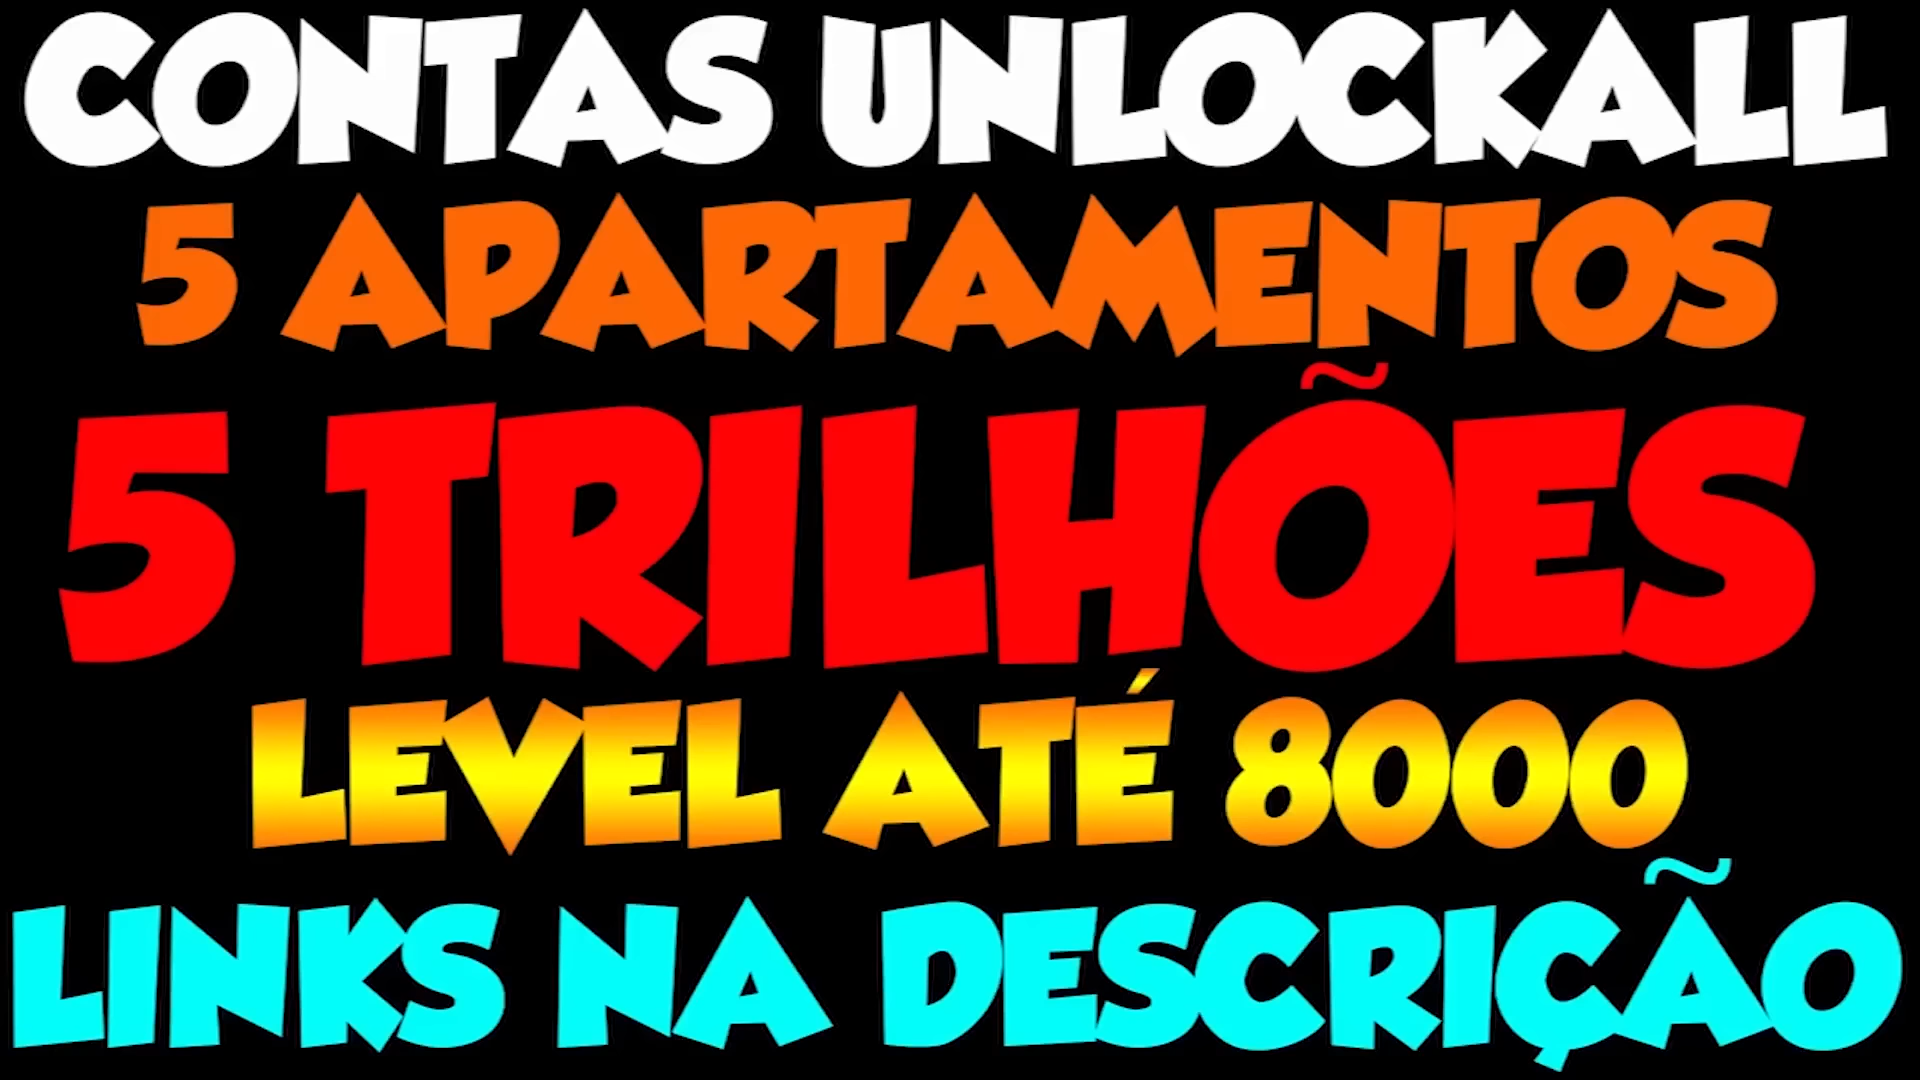 CONTAS UNLOCKALL
5 APARTAMENTOS
5 TRILHÕES
LEVEL ATÉ 8000
LINKS NA DESCRIÇÃO